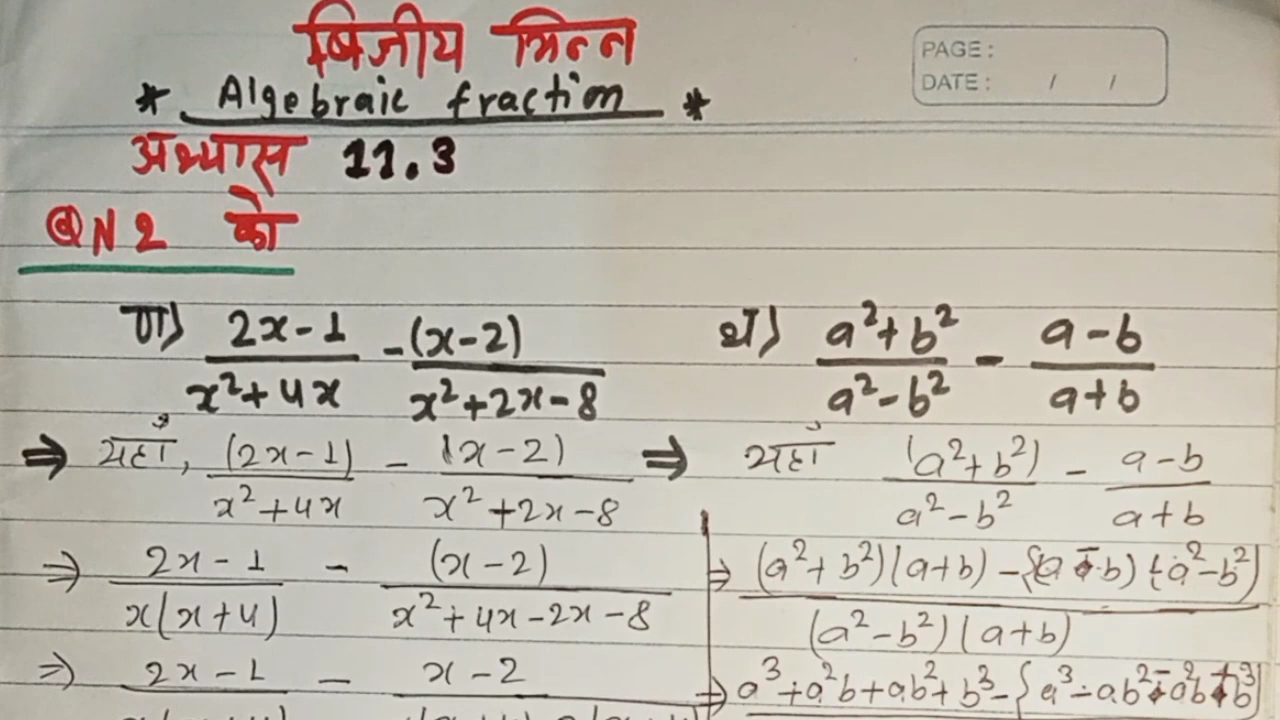 बिजीय भिन्न
* Algebraic fraction *
PAGE :
DATE : / /
अभ्यास 11.3
QN 2 को
ण) (2x-1)/(x²+4x) - (x-2)/(x²+2x-8)
⇒ यहाँ, (2x-1)/(x²+4x) - (x-2)/(x²+2x-8)
⇒ (2x-1)/(x(x+4)) - (x-2)/(x²+4x-2x-8)
⇒ 2x-1 - x-2
थ) (a²+b²)/(a²-b²) - (a-b)/(a+b)
⇒ यहाँ (a²+b²)/(a²-b²) - (a-b)/(a+b)
⇒ ((a²+b²)(a+b) - {(a-b)(a²-b²)})/((a²-b²)(a+b))
⇒ a³+a²b+ab²+b³-{a³-ab²-a²b+b³}